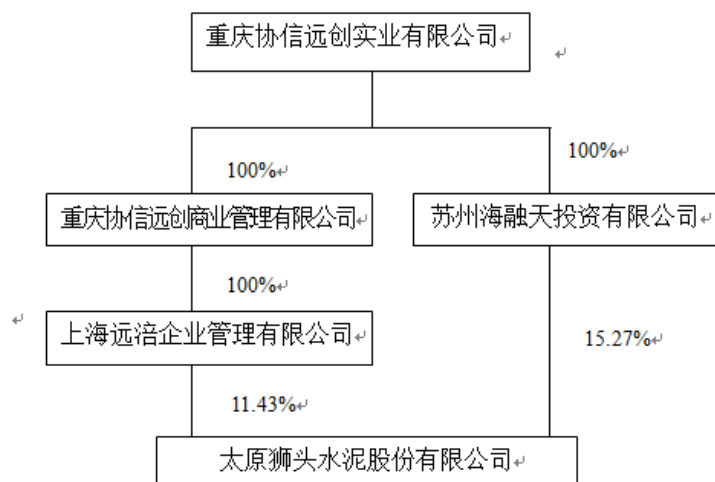 重庆协信远创实业有限公司
100%
100%
重庆协信远创商业管理有限公司
苏州海融天投资有限公司
100%
上海远涪企业管理有限公司
15.27%
11.43%
太原狮头水泥股份有限公司